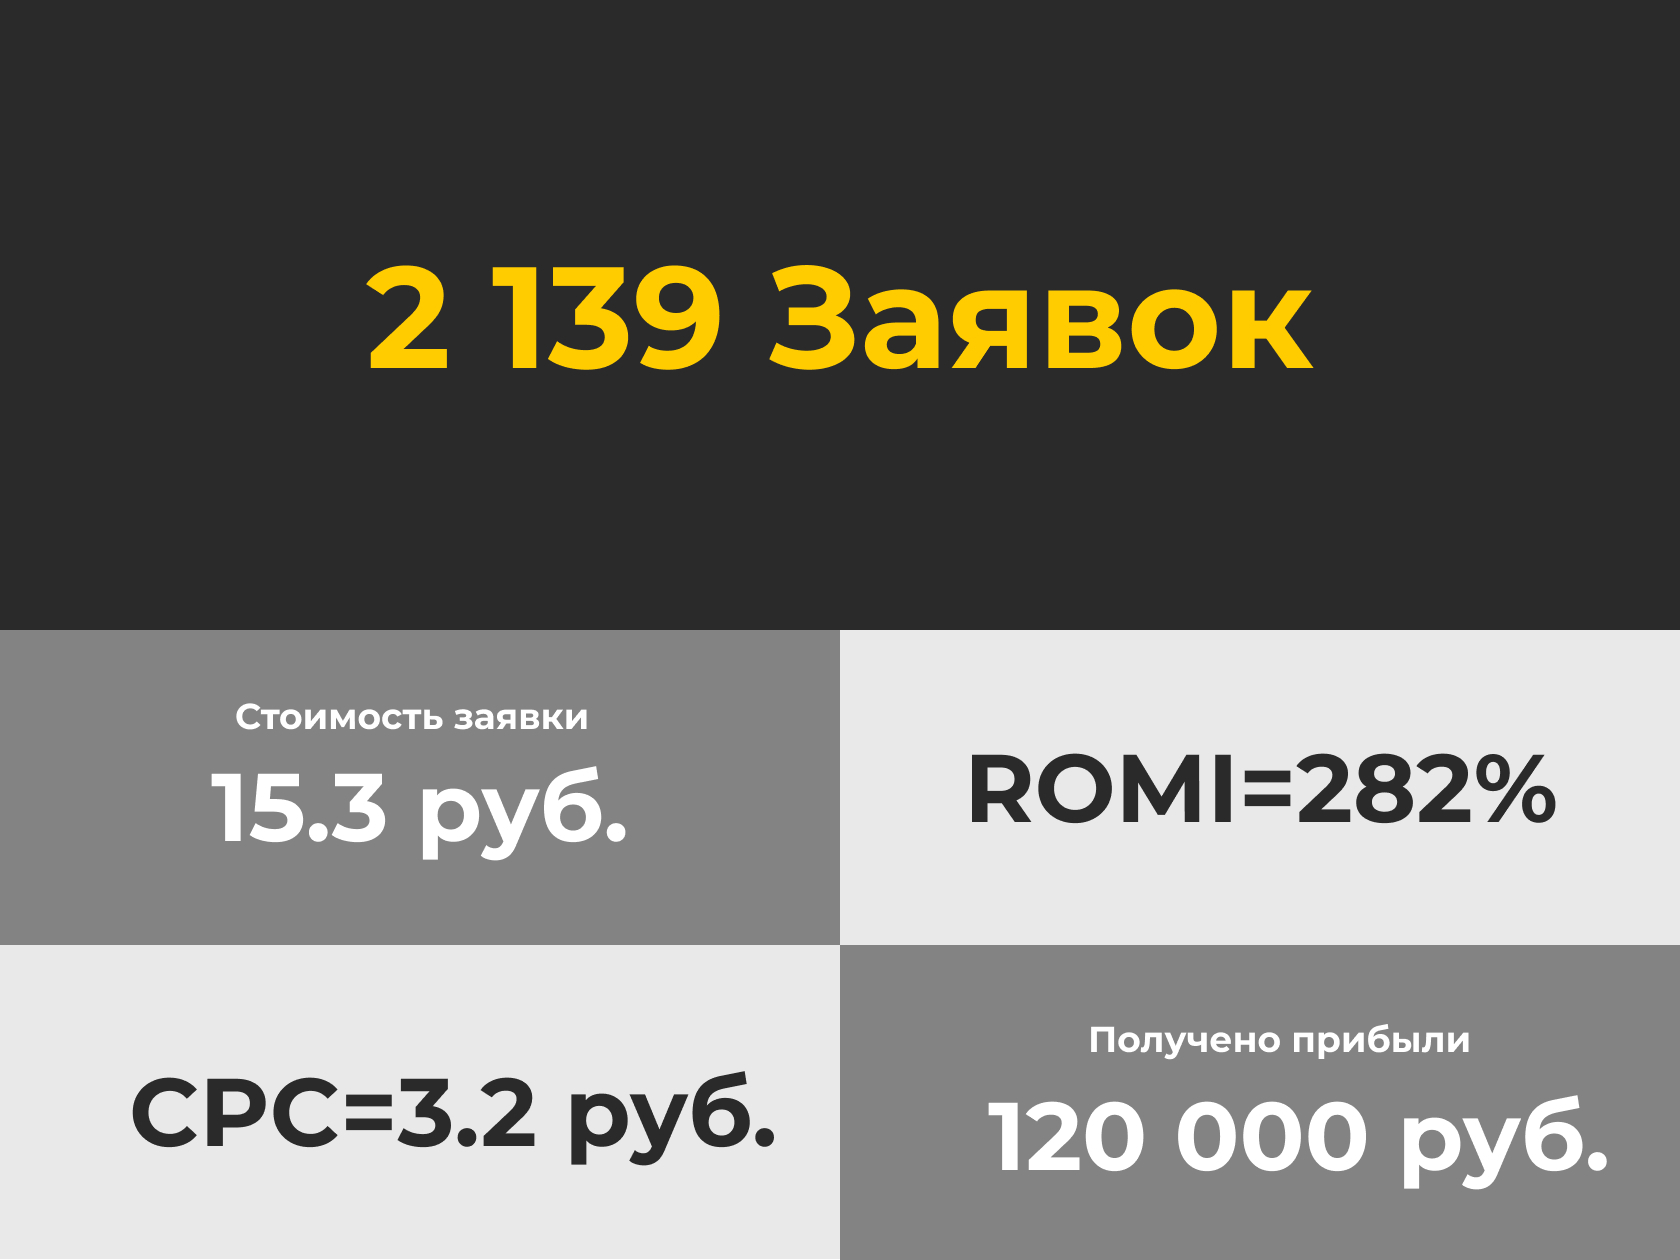 2 139 Заявок
Стоимость заявки
15.3 руб.
ROMI=282%
CPC=3.2 руб.
Получено прибыли
120 000 руб.